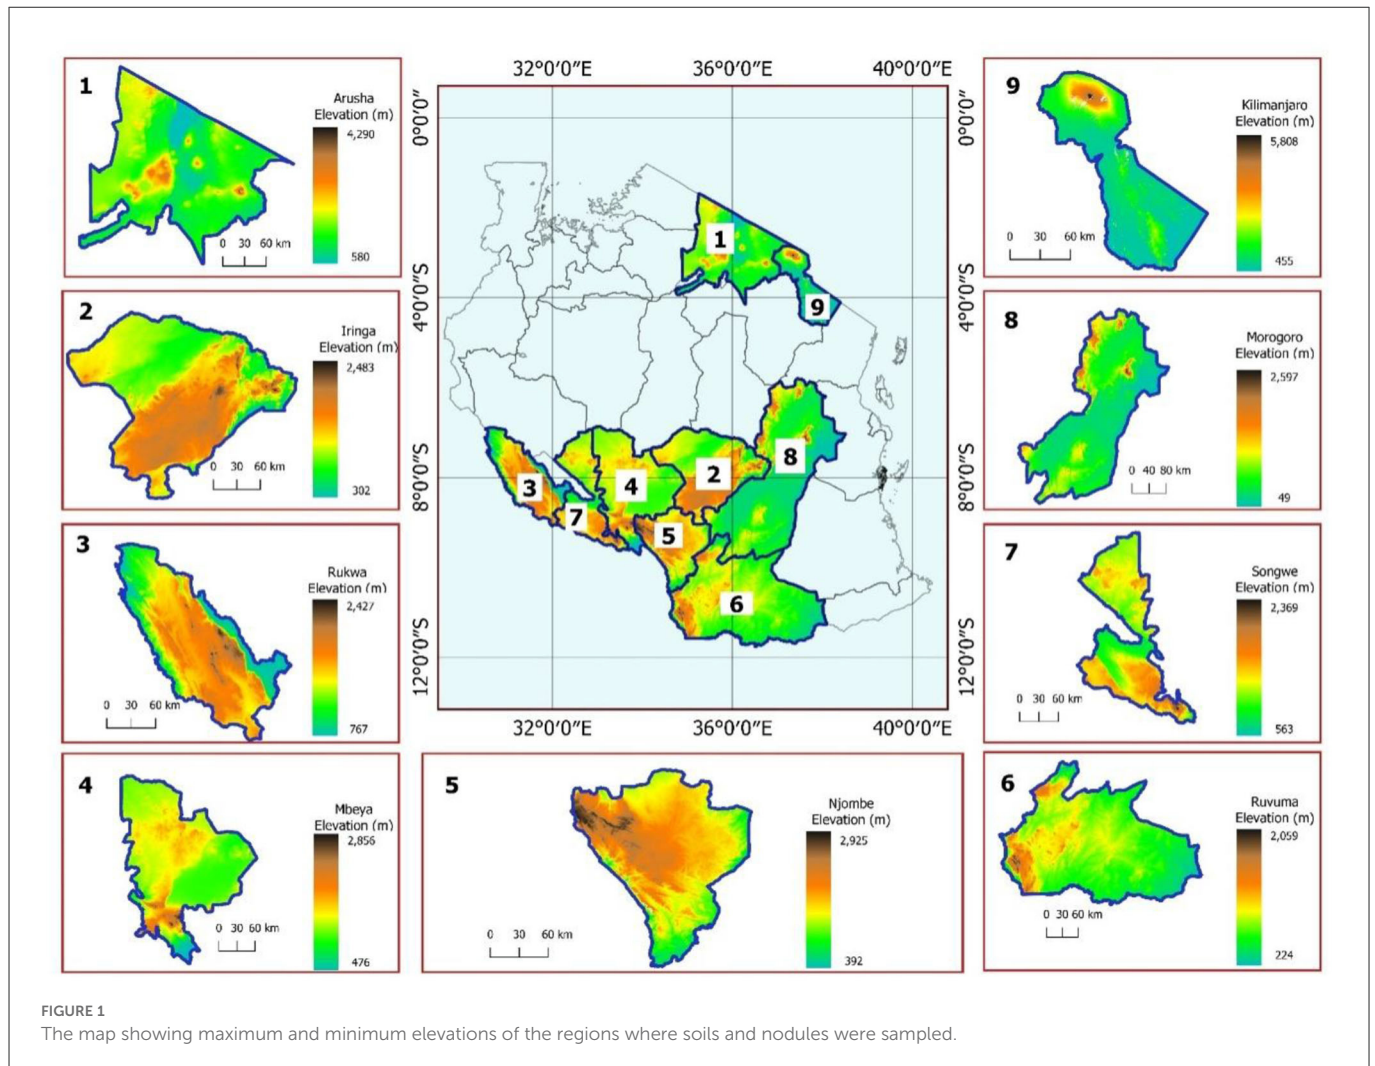 1
Arusha
Elevation (m)
4,290
580
0 30 60 km
2
Iringa
Elevation (m)
2,483
302
0 30 60 km
3
Rukwa
Elevation (m)
2,427
767
0 30 60 km
4
Mbeya
Elevation (m)
2,856
476
0 30 60 km
32°0'0"E 36°0'0"E 40°0'0"E
0°0'0" 0°0'0"
4°0'0"S 4°0'0"S
8°0'0"S 8°0'0"S
12°0'0"S 12°0'0"S
1
9
8
2
4
3
7
5
6
32°0'0"E 36°0'0"E 40°0'0"E
5
Njombe
Elevation (m)
2,925
392
0 30 60 km
9
Kilimanjaro
Elevation (m)
5,808
455
0 30 60 km
8
Morogoro
Elevation (m)
2,597
49
0 40 80 km
7
Songwe
Elevation (m)
2,369
563
0 30 60 km
6
Ruvuma
Elevation (m)
2,059
224
0 30 60 km
FIGURE 1
The map showing maximum and minimum elevations of the regions where soils and nodules were sampled.